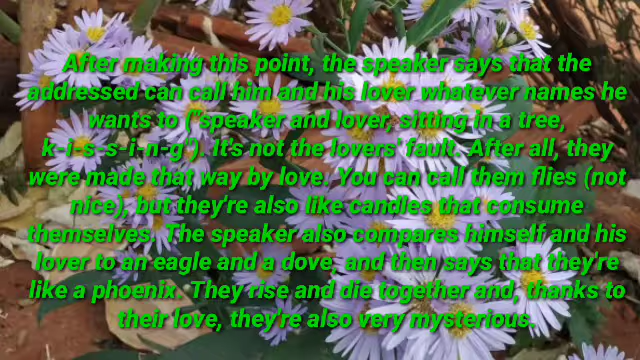 After making this point, the speaker says that the
addressed can call him and his lover whatever names he
wants to ("speaker and lover, sitting in a tree,
k-i-s-s-i-n-g"). It's not the lovers' fault. After all, they
were made that way by love. You can call them flies (not
nice), but they're also like candles that consume
themselves. The speaker also compares himself and his
lover to an eagle and a dove, and then says that they're
like a phoenix. They rise and die together and, thanks to
their love, they're also very mysterious.